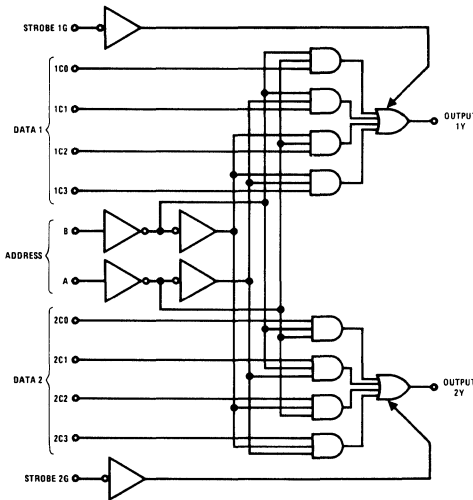 STROBE 1G
1C0
1C1
DATA 1
1C2
1C3
OUTPUT
1Y
B
ADDRESS
A
2C0
2C1
DATA 2
2C2
2C3
OUTPUT
2Y
STROBE 2G